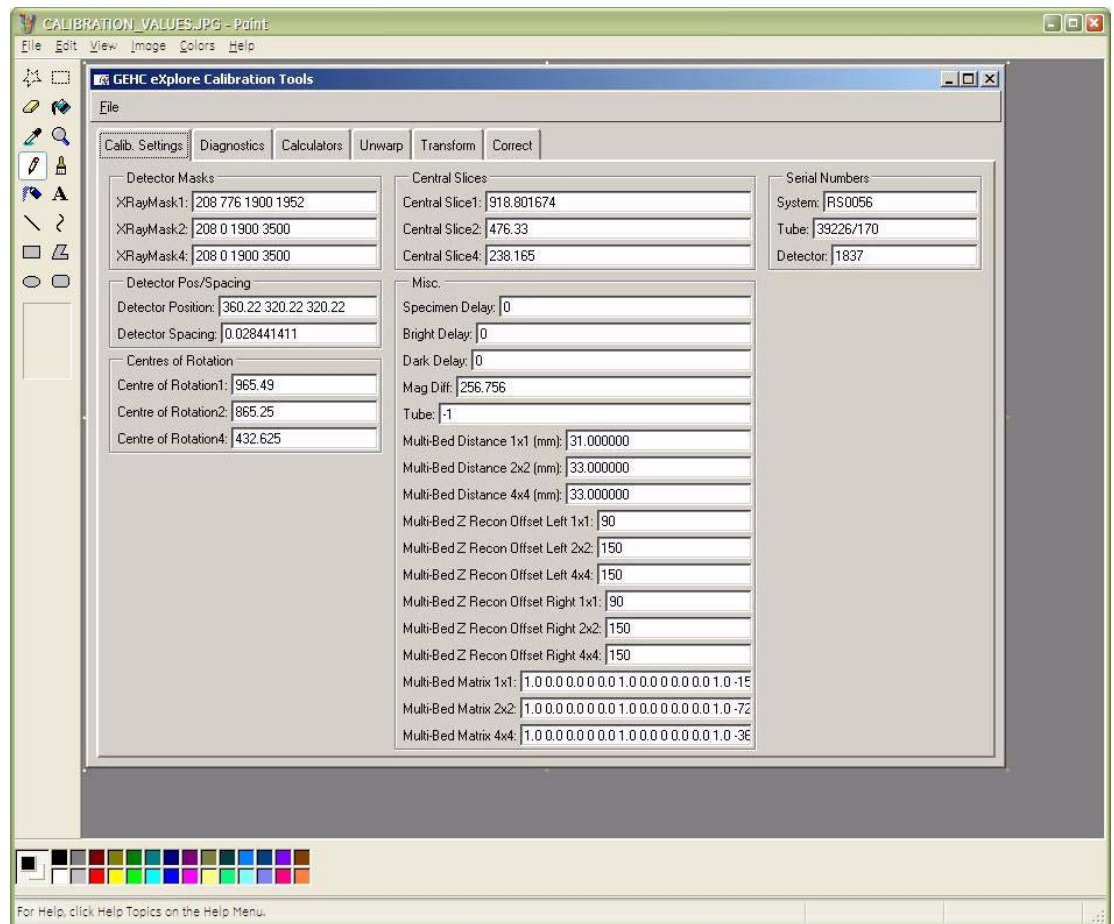 CALIBRATION_VALUES.JPG - Paint
File Edit View Image Colors Help
GEHC eXplore Calibration Tools
File
Calib. Settings Diagnostics Calculators Unwarp Transform Correct
Detector Masks
XRayMask1: 208 776 1900 1952
XRayMask2: 208 0 1900 3500
XRayMask4: 208 0 1900 3500
Detector Pos/Spacing
Detector Position: 360.22 320.22 320.22
Detector Spacing: 0.028441411
Centres of Rotation
Centre of Rotation1: 965.49
Centre of Rotation2: 865.25
Centre of Rotation4: 432.625
Central Slices
Central Slice1: 918.801674
Central Slice2: 476.33
Central Slice4: 238.165
Misc.
Specimen Delay: 0
Bright Delay: 0
Dark Delay: 0
Mag Diff: 256.756
Tube: -1
Multi-Bed Distance 1x1 (mm): 31.000000
Multi-Bed Distance 2x2 (mm): 33.000000
Multi-Bed Distance 4x4 (mm): 33.000000
Multi-Bed Z Recon Offset Left 1x1: 90
Multi-Bed Z Recon Offset Left 2x2: 150
Multi-Bed Z Recon Offset Left 4x4: 150
Multi-Bed Z Recon Offset Right 1x1: 90
Multi-Bed Z Recon Offset Right 2x2: 150
Multi-Bed Z Recon Offset Right 4x4: 150
Multi-Bed Matrix 1x1: 1.0 0.0 0.0 0.0 0.0 1.0 0.0 0.0 0.0 0.0 1.0 -15
Multi-Bed Matrix 2x2: 1.0 0.0 0.0 0.0 0.0 1.0 0.0 0.0 0.0 0.0 1.0 -72
Multi-Bed Matrix 4x4: 1.0 0.0 0.0 0.0 0.0 1.0 0.0 0.0 0.0 0.0 1.0 -36
Serial Numbers
System: RS0056
Tube: 39226/170
Detector: 1837
A
For Help, click Help Topics on the Help Menu.